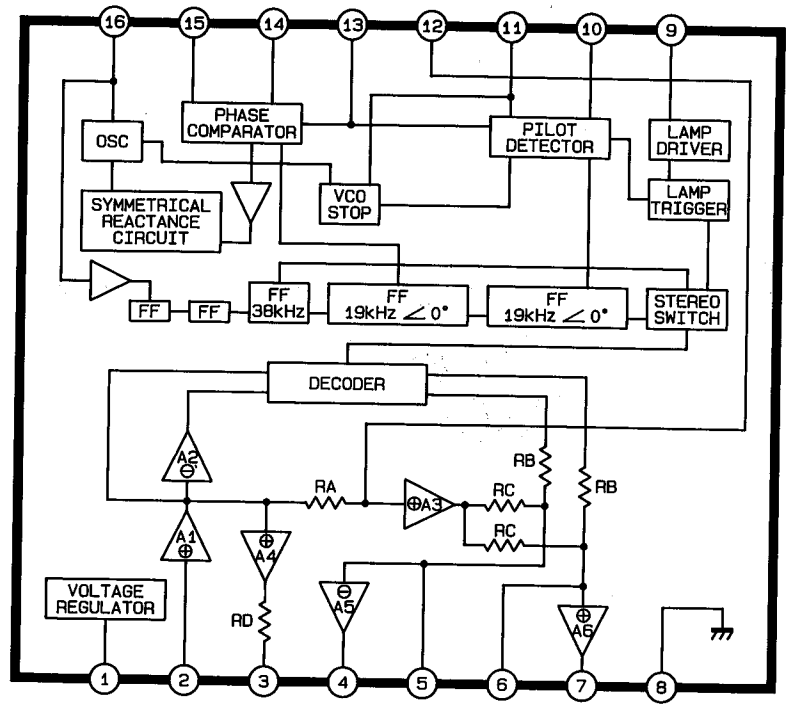 16 15 14 13 12 11 10 9
PHASE
COMPARATOR
OSC
PILOT
DETECTOR
LAMP
DRIVER
SYMMETRICAL
REACTANCE
CIRCUIT
VCO
STOP
LAMP
TRIGGER
FF
FF
FF
38kHz
FF
19kHz ∠ 0°
FF
19kHz ∠ 0°
STEREO
SWITCH
DECODER
A2
⊖
RA
⊕A3
RB
RC
RC
RB
A1
⊕
⊕
A4
RD
⊖
A5
⊕
A6
VOLTAGE
REGULATOR
1 2 3 4 5 6 7 8